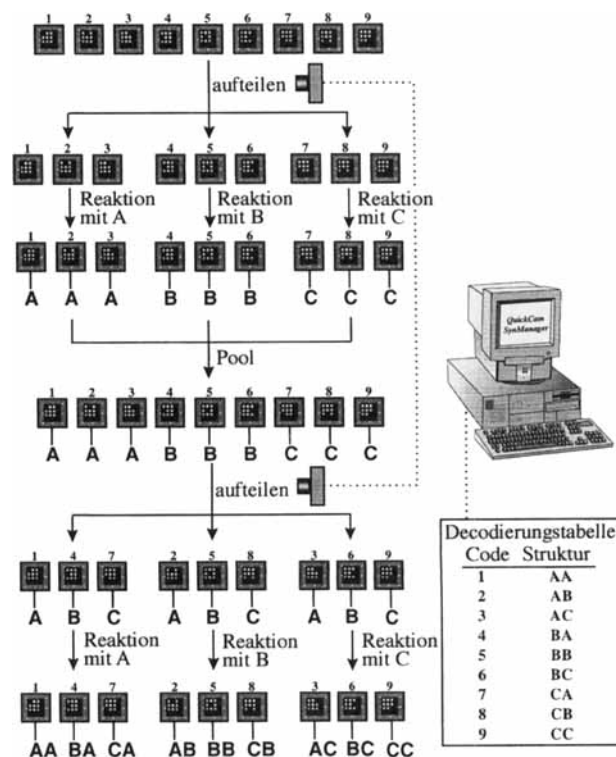 1 2 3 4 5 6 7 8 9
aufteilen
1 2 3 4 5 6 7 8 9
Reaktion mit A
Reaktion mit B
Reaktion mit C
1 2 3 4 5 6 7 8 9
A A A B B B C C C
Pool
1 2 3 4 5 6 7 8 9
A A A B B B C C C
aufteilen
1 4 7 2 5 8 3 6 9
A B C A B C A B C
Reaktion
mit A
Reaktion
mit B
Reaktion
mit C
1 4 7 2 5 8 3 6 9
AA BA CA AB BB CB AC BC CC
QuickCam
SynManager
Decodierungstabelle
Code Struktur
1 AA
2 AB
3 AC
4 BA
5 BB
6 BC
7 CA
8 CB
9 CC